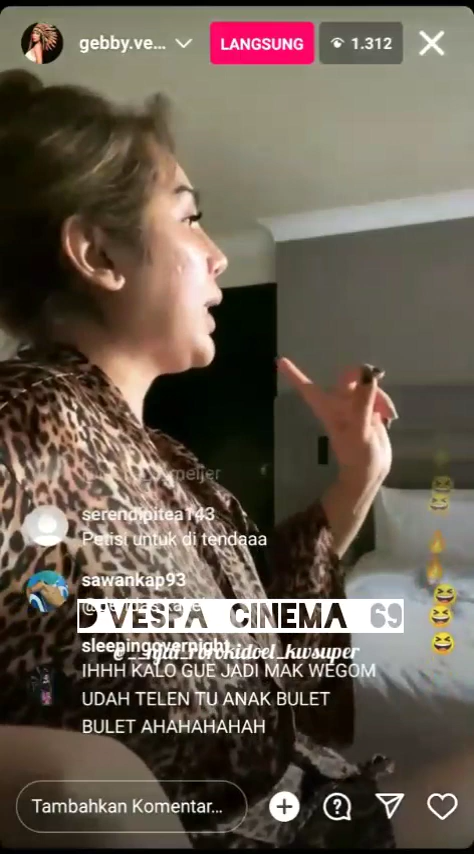 gebby.ve...
LANGSUNG
1.312
serendipitea143
Petisi untuk di tendaaa
sawankap93
D'VESPA CINEMA 69
sleepingovernight
IHHH KALO GUE JADI MAK WEGOM
UDAH TELEN TU ANAK BULET
BULET AHAHAHAHAH
Tambahkan Komentar...